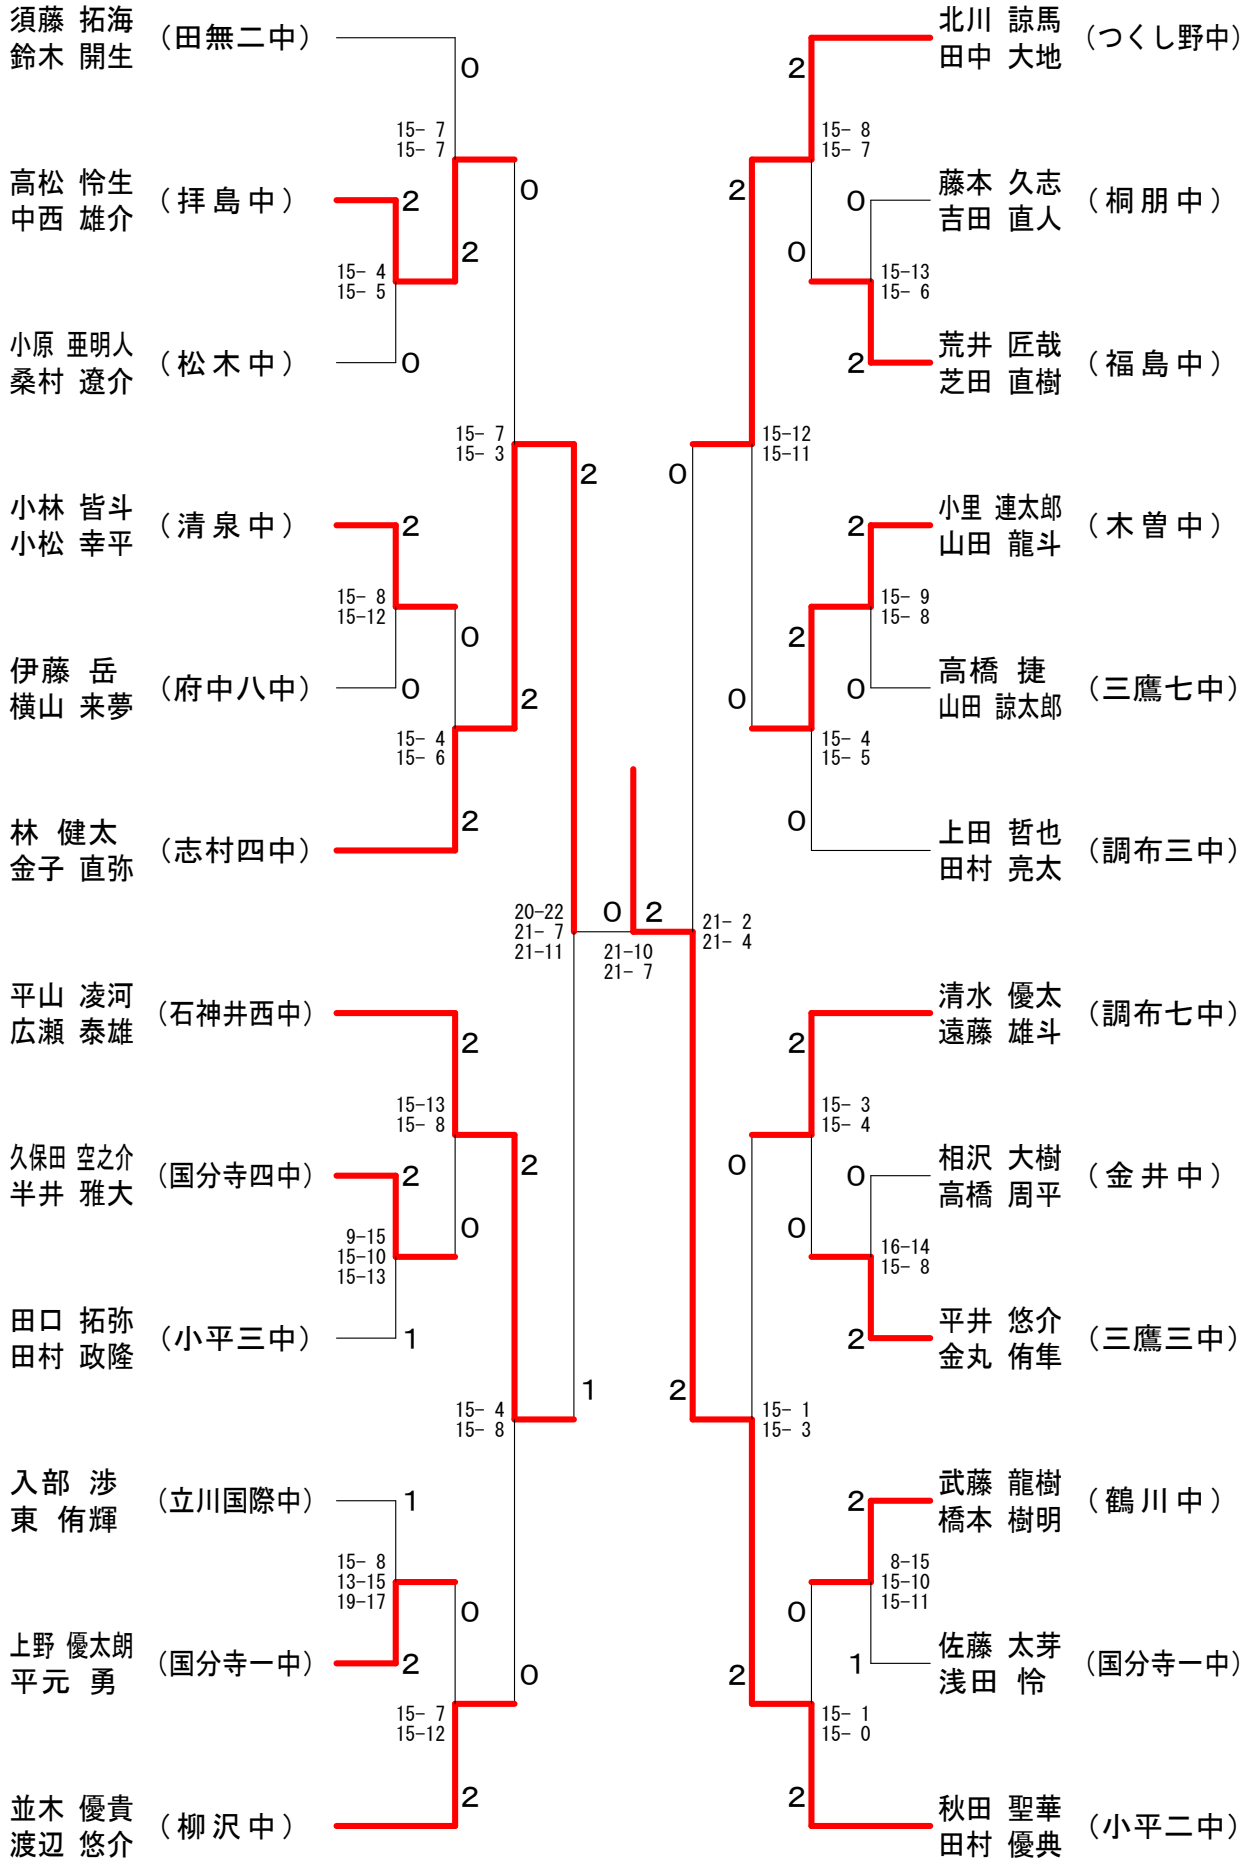 須藤 拓海
鈴木 開生
(田無二中)
0
15- 7
15- 7
高松 怜生
中西 雄介
(拝島中)
2
2
0
15- 4
15- 5
小原 亜明人
桑村 遼介
(松木中)
0
15- 7
15- 3
2
小林 皆斗
小松 幸平
(清泉中)
2
15- 8
15-12
0
伊藤 岳
横山 来夢
(府中八中)
0
2
15- 4
15- 6
林 健太
金子 直弥
(志村四中)
2
20-22
21- 7
21-11
0
2
21-10
21- 7
平山 凌河
広瀬 泰雄
(石神井西中)
2
15-13
15- 8
2
久保田 空之介
半井 雅大
(国分寺四中)
2
0
9-15
15-10
15-13
田口 拓弥
田村 政隆
(小平三中)
1
1
15- 4
15- 8
入部 渉
東 侑輝
(立川国際中)
1
15- 8
13-15
19-17
0
上野 優太朗
平元 勇
(国分寺一中)
2
0
15- 7
15-12
並木 優貴
渡辺 悠介
(柳沢中)
2
北川 諒馬
田中 大地
(つくし野中)
2
15- 8
15- 7
2
藤本 久志
吉田 直人
(桐朋中)
0
0
15-13
15- 6
荒井 匠哉
芝田 直樹
(福島中)
2
15-12
15-11
0
小里 連太郎
山田 龍斗
(木曽中)
2
15- 9
15- 8
2
高橋 捷
山田 諒太郎
(三鷹七中)
0
0
15- 4
15- 5
上田 哲也
田村 亮太
(調布三中)
0
21- 2
21- 4
清水 優太
遠藤 雄斗
(調布七中)
2
15- 3
15- 4
0
相沢 大樹
高橋 周平
(金井中)
0
0
16-14
15- 8
平井 悠介
金丸 侑隼
(三鷹三中)
2
2
15- 1
15- 3
武藤 龍樹
橋本 樹明
(鶴川中)
2
8-15
15-10
15-11
0
佐藤 太芽
浅田 怜
(国分寺一中)
1
2
15- 1
15- 0
秋田 聖華
田村 優典
(小平二中)
2